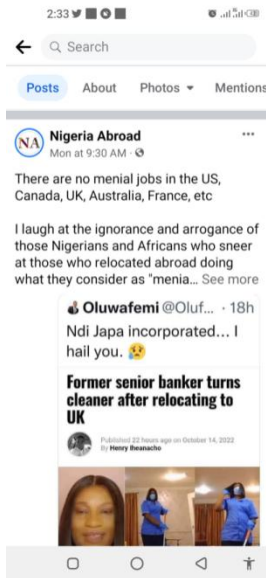 2:33
Search
Posts About Photos Mentions
NA
Nigeria Abroad
Mon at 9:30 AM ·
There are no menial jobs in the US,
Canada, UK, Australia, France, etc
I laugh at the ignorance and arrogance of
those Nigerians and Africans who sneer
at those who relocated abroad doing
what they consider as "menia... See more
Oluwafemi @Oluf... · 18h
Ndi Japa incorporated... I
hail you.
Former senior banker turns
cleaner after relocating to
UK
Published 22 hours ago on October 14, 2022
By Henry Iheanacho